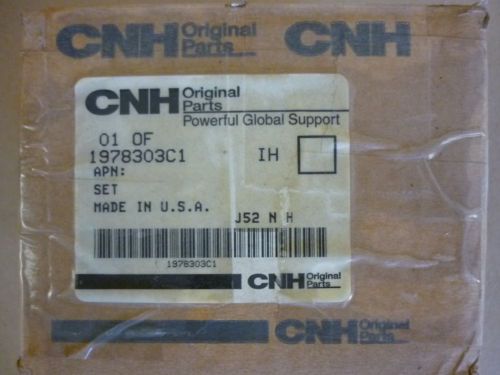 CNH Original Parts
CNH
CNH Original Parts
Powerful Global Support
01 OF
1978303C1 IH
APN:
SET
MADE IN U.S.A.
J52 N H
1978303C1
CNH Original Parts
CNH Original Parts